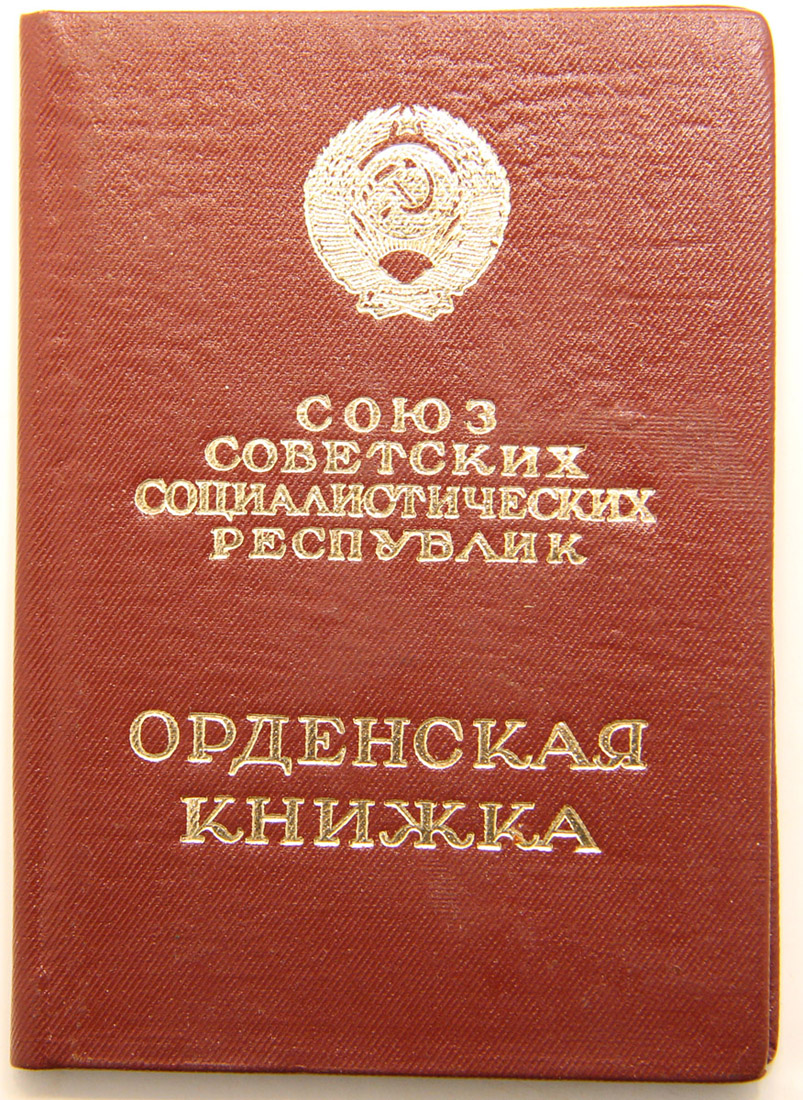 СОЮЗ
СОВЕТСКИХ
СОЦИАЛИСТИЧЕСКИХ
РЕСПУБЛИК
ОРДЕНСКАЯ
КНИЖКА